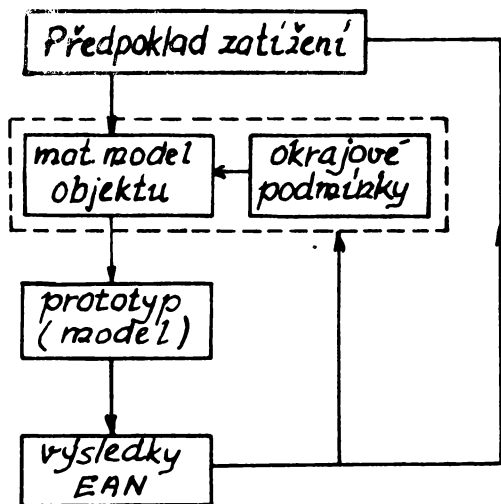 Předpoklad zatížení
mat. model
objektu
okrajové
podmínky
prototyp
(model)
výsledky
EAN